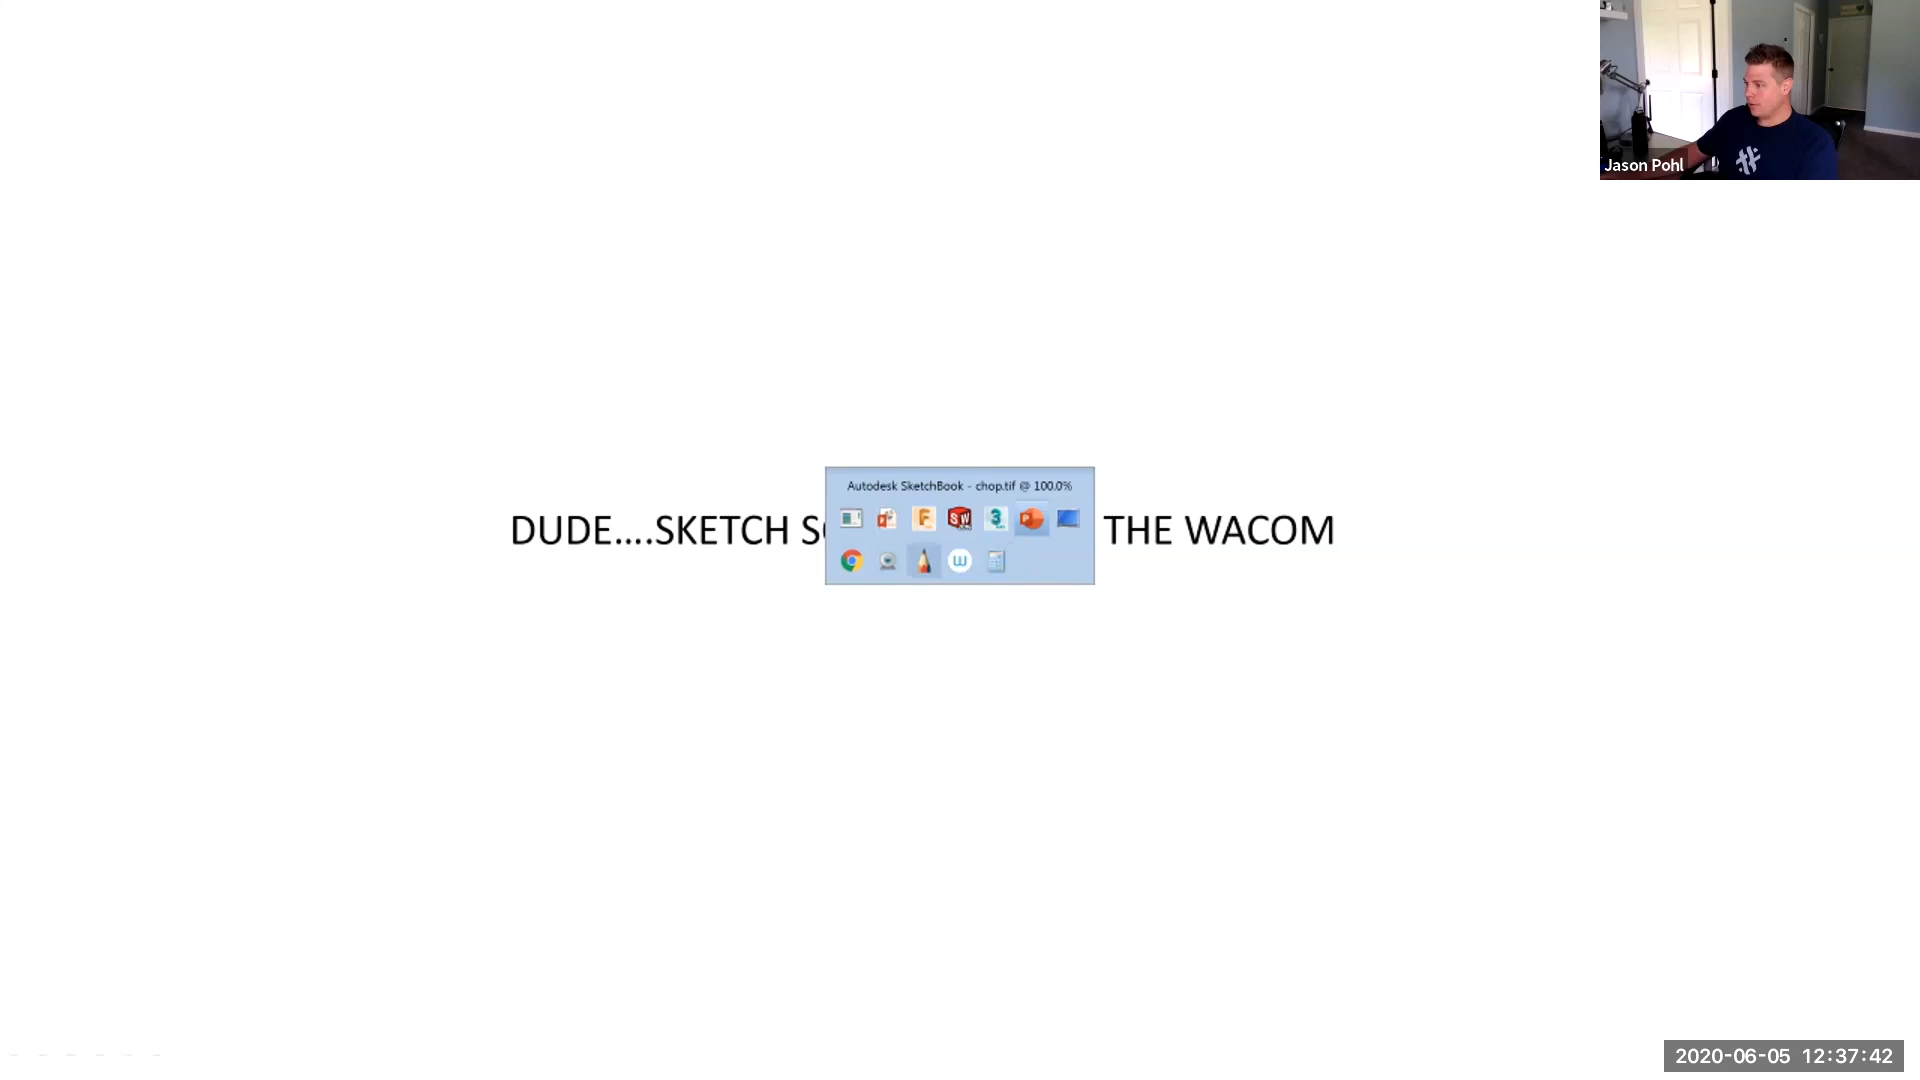 Jason Pohl
Autodesk SketchBook - chop.tif @ 100.0%
DUDE....SKETCH THE WACOM
2020-06-05 12:37:42